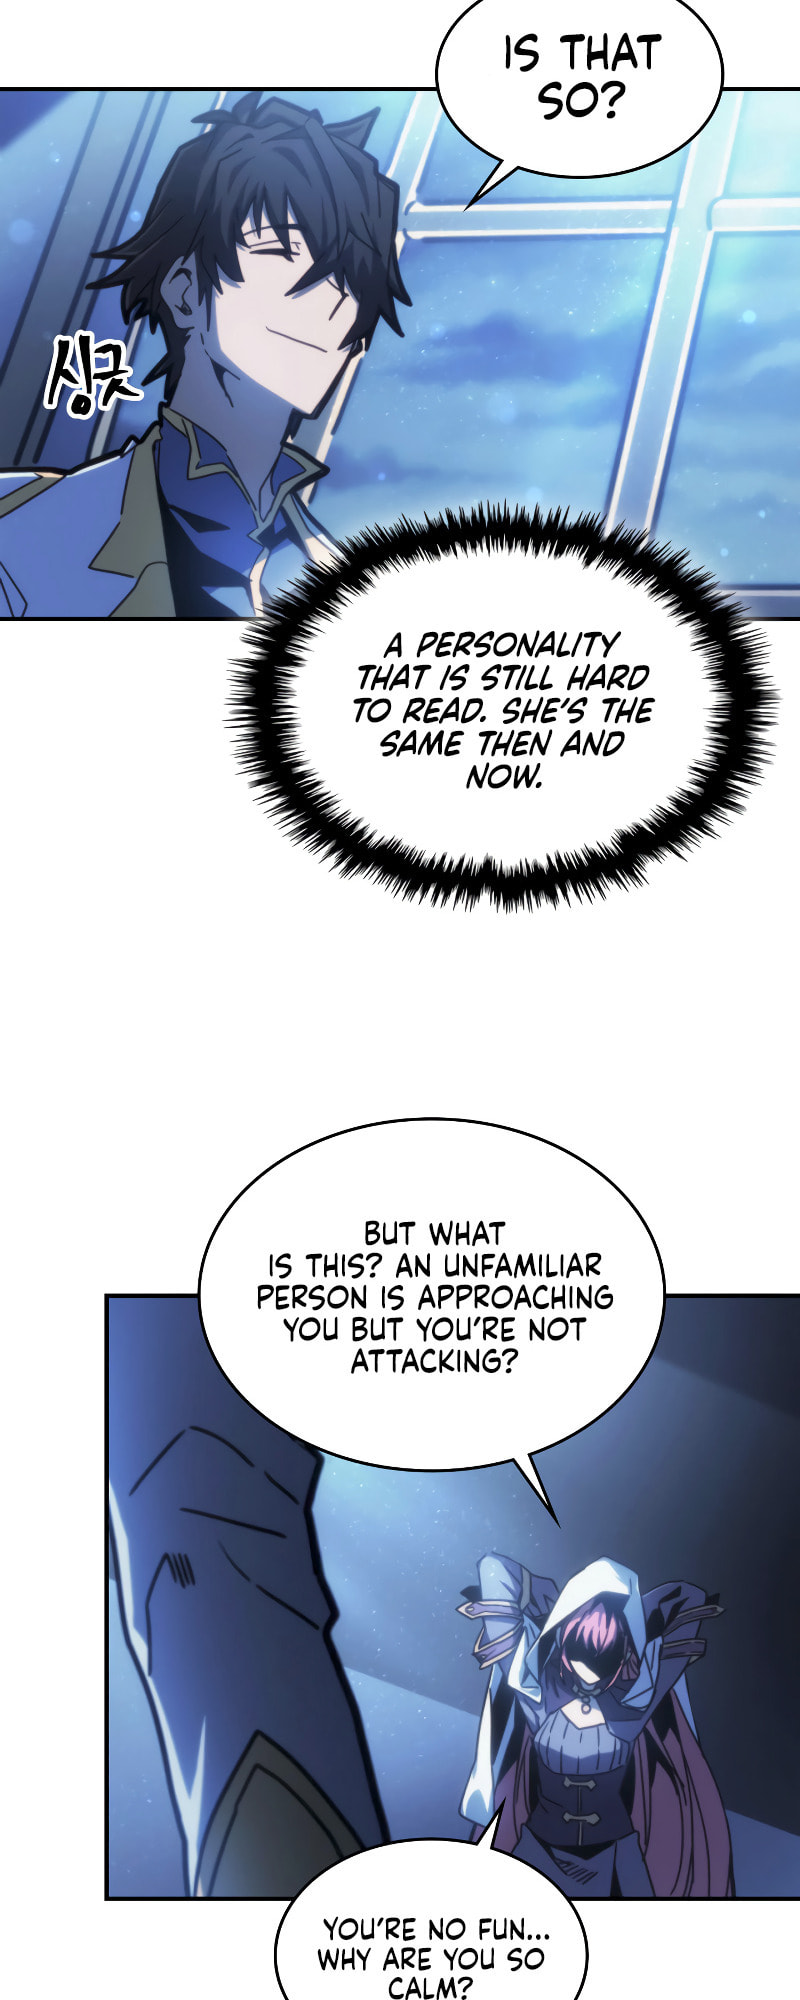 IS THAT
SO?
싱긋
A PERSONALITY
THAT IS STILL HARD
TO READ. SHE'S THE
SAME THEN AND
NOW.
BUT WHAT
IS THIS? AN UNFAMILIAR
PERSON IS APPROACHING
YOU BUT YOU'RE NOT
ATTACKING?
YOU'RE NO FUN...
WHY ARE YOU SO
CALM?